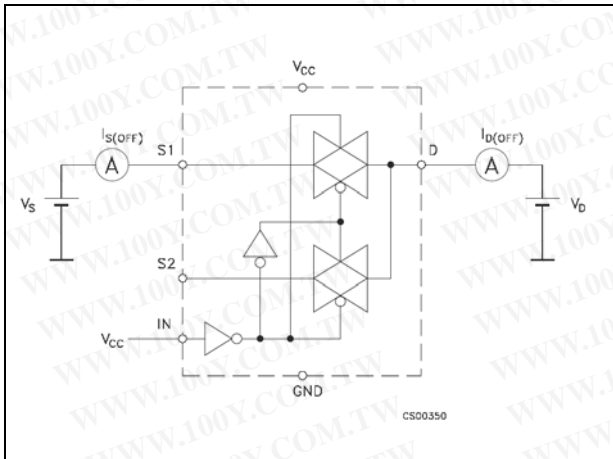 WWW.100Y.COM.TW
VCC
IS(OFF)
ID(OFF)
S1
D
A
A
VS
VD
S2
IN
VCC
GND
CS00350